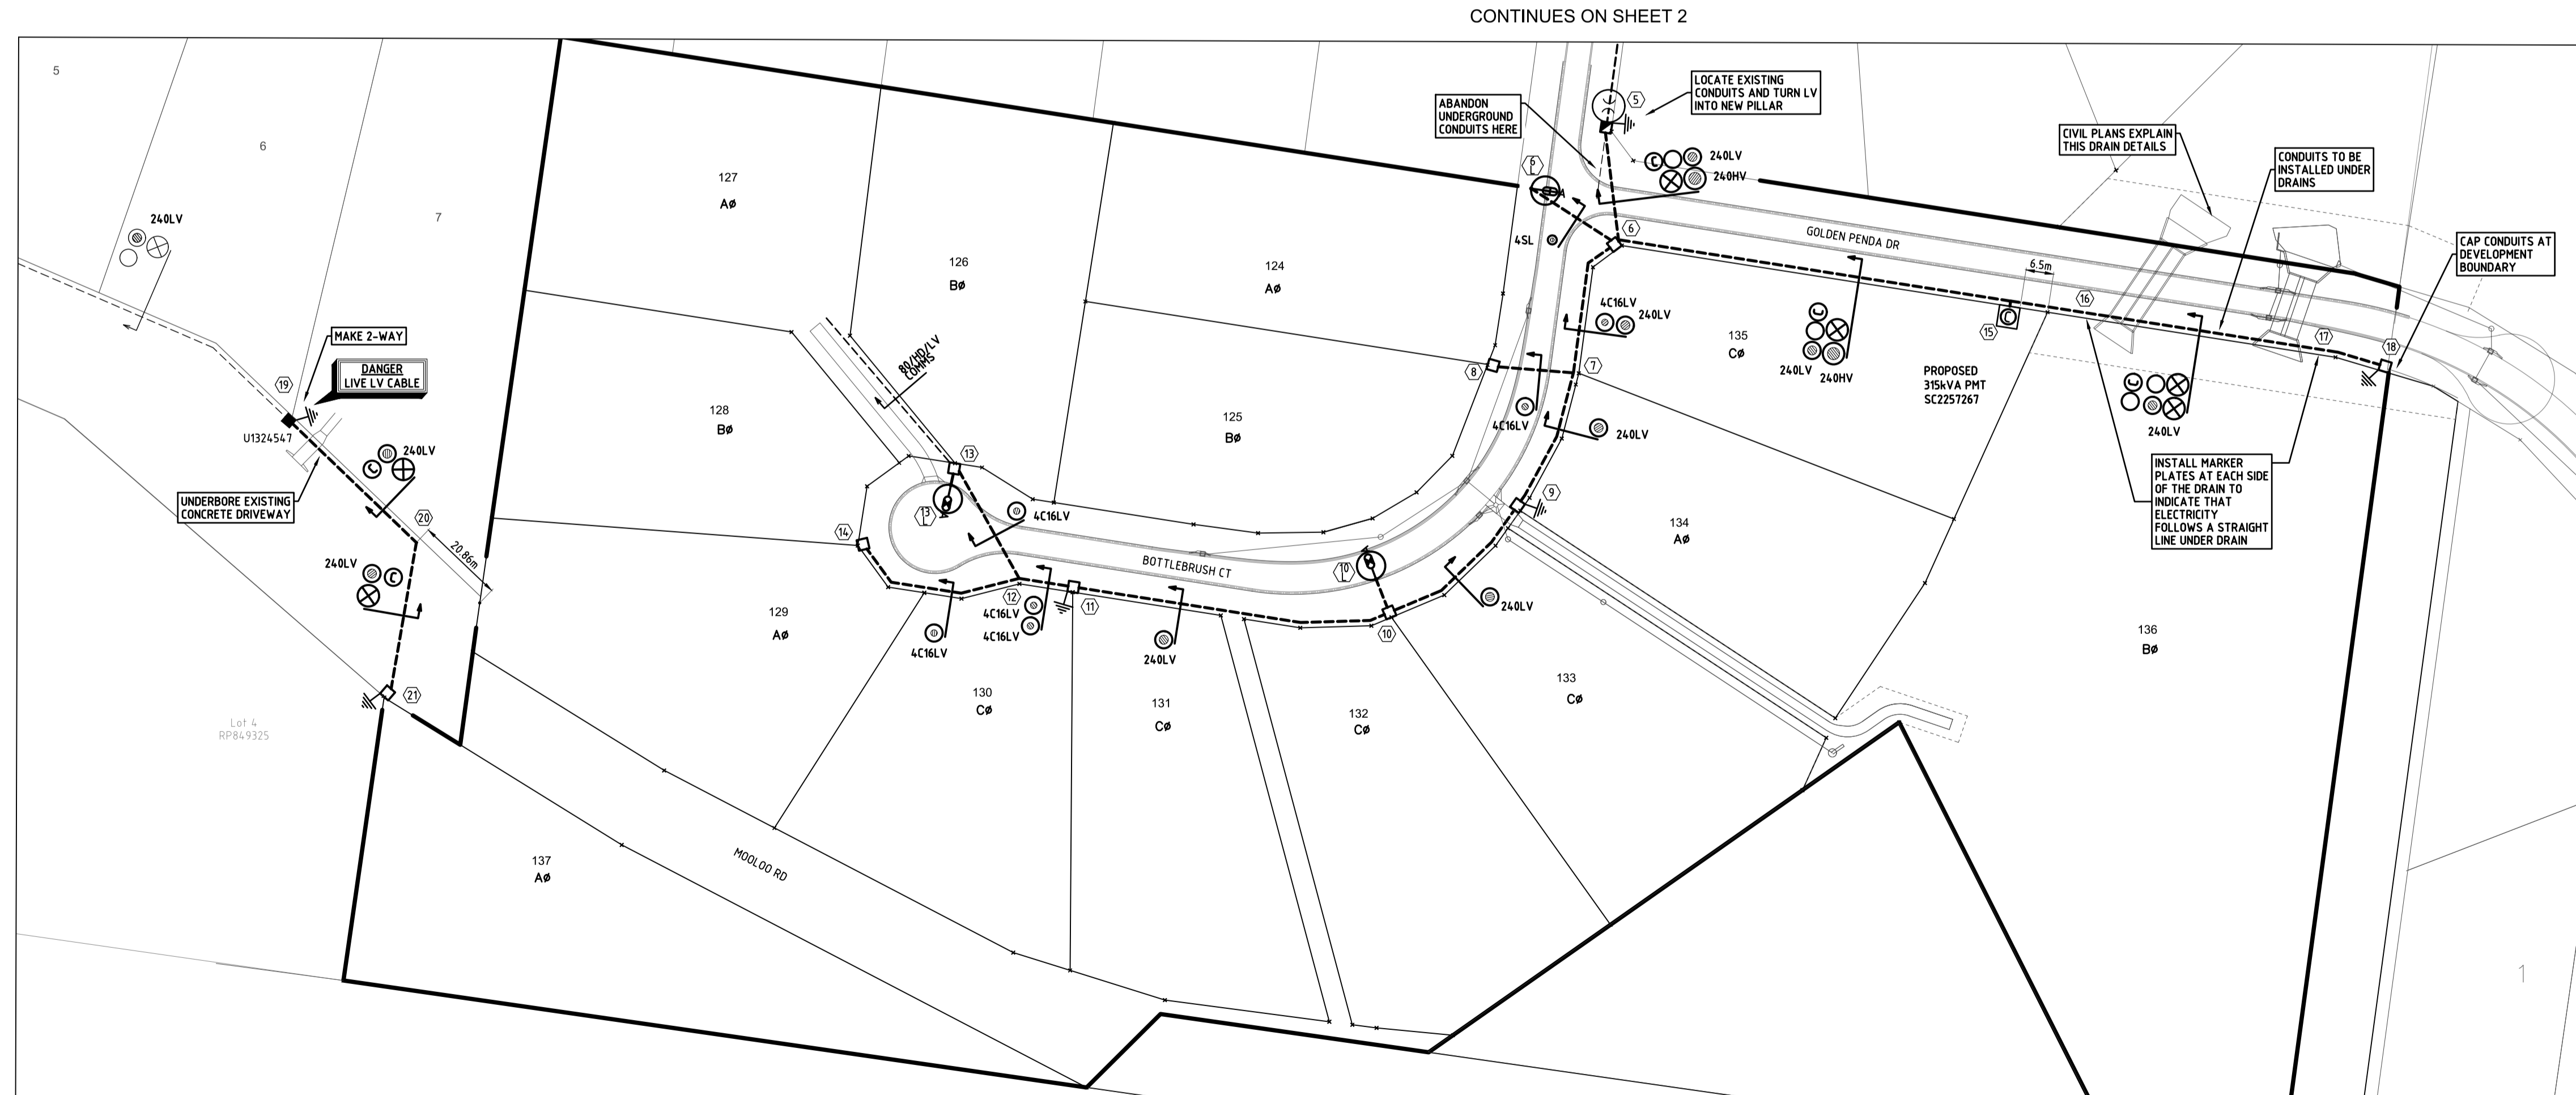 CONTINUES ON SHEET 2
5
6
7
240LV
127
AØ
126
BØ
124
AØ
128
BØ
125
BØ
ABANDON
UNDERGROUND
CONDUITS HERE
LOCATE EXISTING
CONDUITS AND TURN LV
INTO NEW PILLAR
5
C
240LV
240HV
6
L
A
4SL
6
GOLDEN PENDA DR
CIVIL PLANS EXPLAIN
THIS DRAIN DETAILS
CONDUITS TO BE
INSTALLED UNDER
DRAINS
CAP CONDUITS AT
DEVELOPMENT
BOUNDARY
6.5m
16
15
C
17
18
4C16LV
240LV
135
CØ
C
240LV
240HV
PROPOSED
315kVA PMT
SC2257267
C
240LV
INSTALL MARKER
PLATES AT EACH SIDE
OF THE DRAIN TO
INDICATE THAT
ELECTRICITY
FOLLOWS A STRAIGHT
LINE UNDER DRAIN
8
7
4C16LV
240LV
9
MAKE 2-WAY
DANGER
LIVE LV CABLE
19
U1324547
UNDERBORE EXISTING
CONCRETE DRIVEWAY
C
240LV
20
20.86m
240LV
C
21
Lot 4
RP849325
80/HD/LV
COMMS
13
13
L
4C16LV
14
BOTTLEBRUSH CT
10
L
134
AØ
12
11
4C16LV
4C16LV
4C16LV
240LV
10
240LV
129
AØ
130
CØ
131
CØ
132
CØ
133
CØ
136
BØ
137
AØ
MOOLOO RD
1